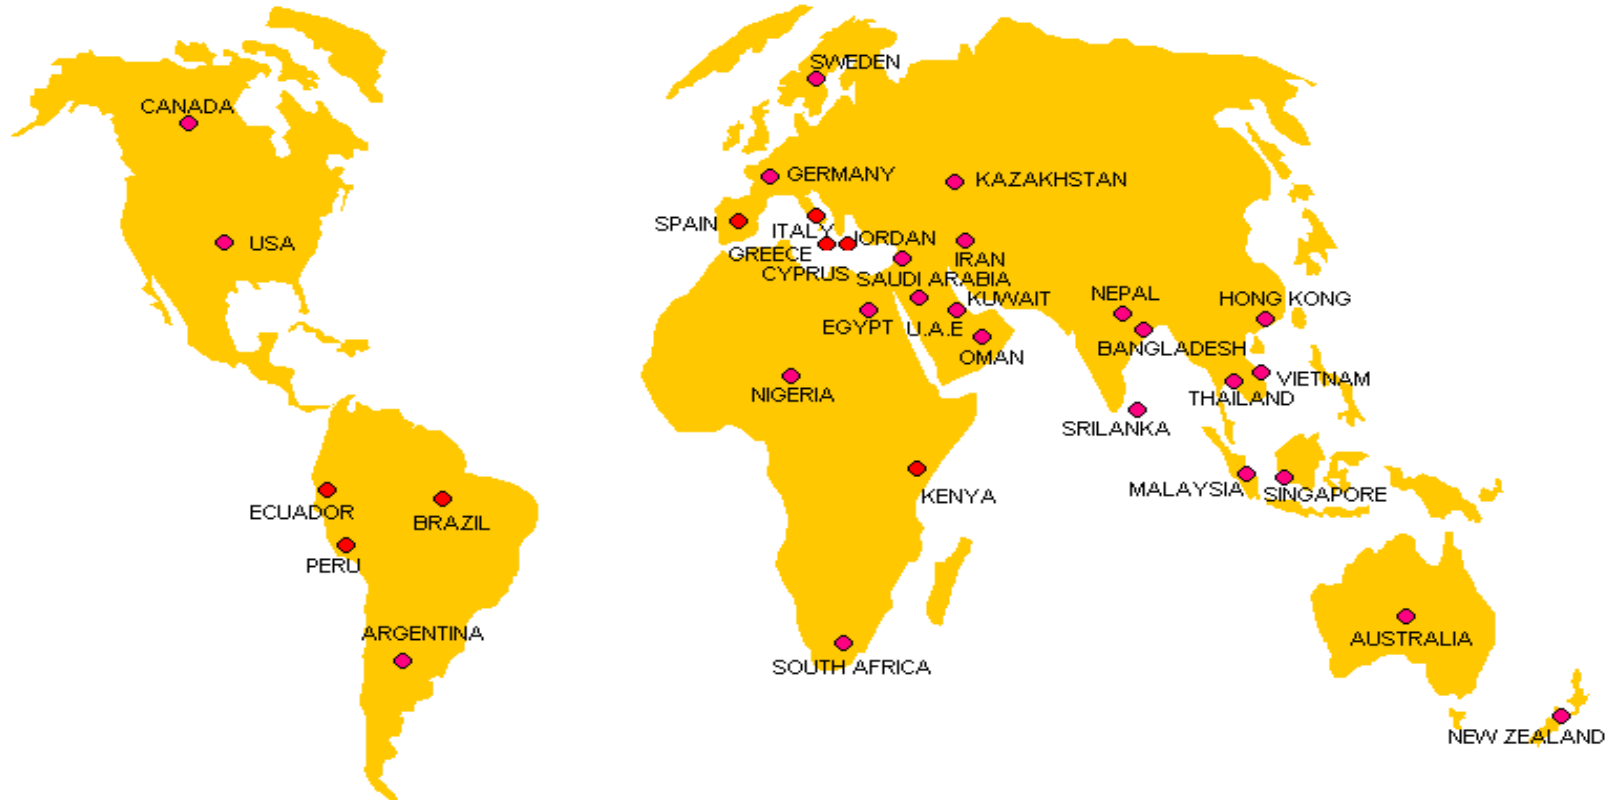 SWEDEN
CANADA
GERMANY
KAZAKHSTAN
SPAIN
ITALY
JORDAN
USA
GREECE
IRAN
CYPRUS
SAUDI ARABIA
NEPAL
KUWAIT
HONG KONG
EGYPT
U.A.E
BANGLADESH
OMAN
VIETNAM
NIGERIA
THAILAND
SRILANKA
MALAYSIA
SINGAPORE
KENYA
ECUADOR
BRAZIL
PERU
ARGENTINA
AUSTRALIA
SOUTH AFRICA
NEW ZEALAND